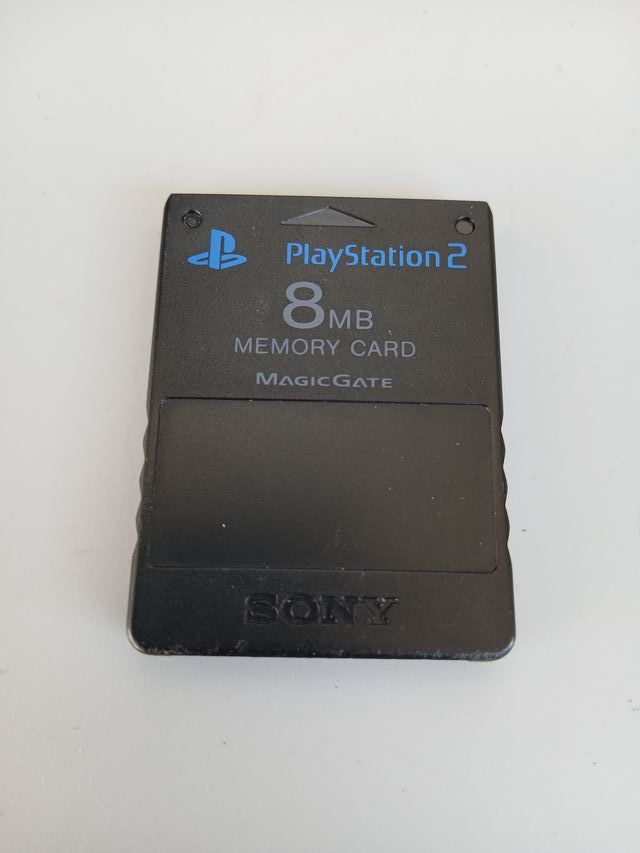 PlayStation 2
8MB
MEMORY CARD
MAGICGATE
SONY